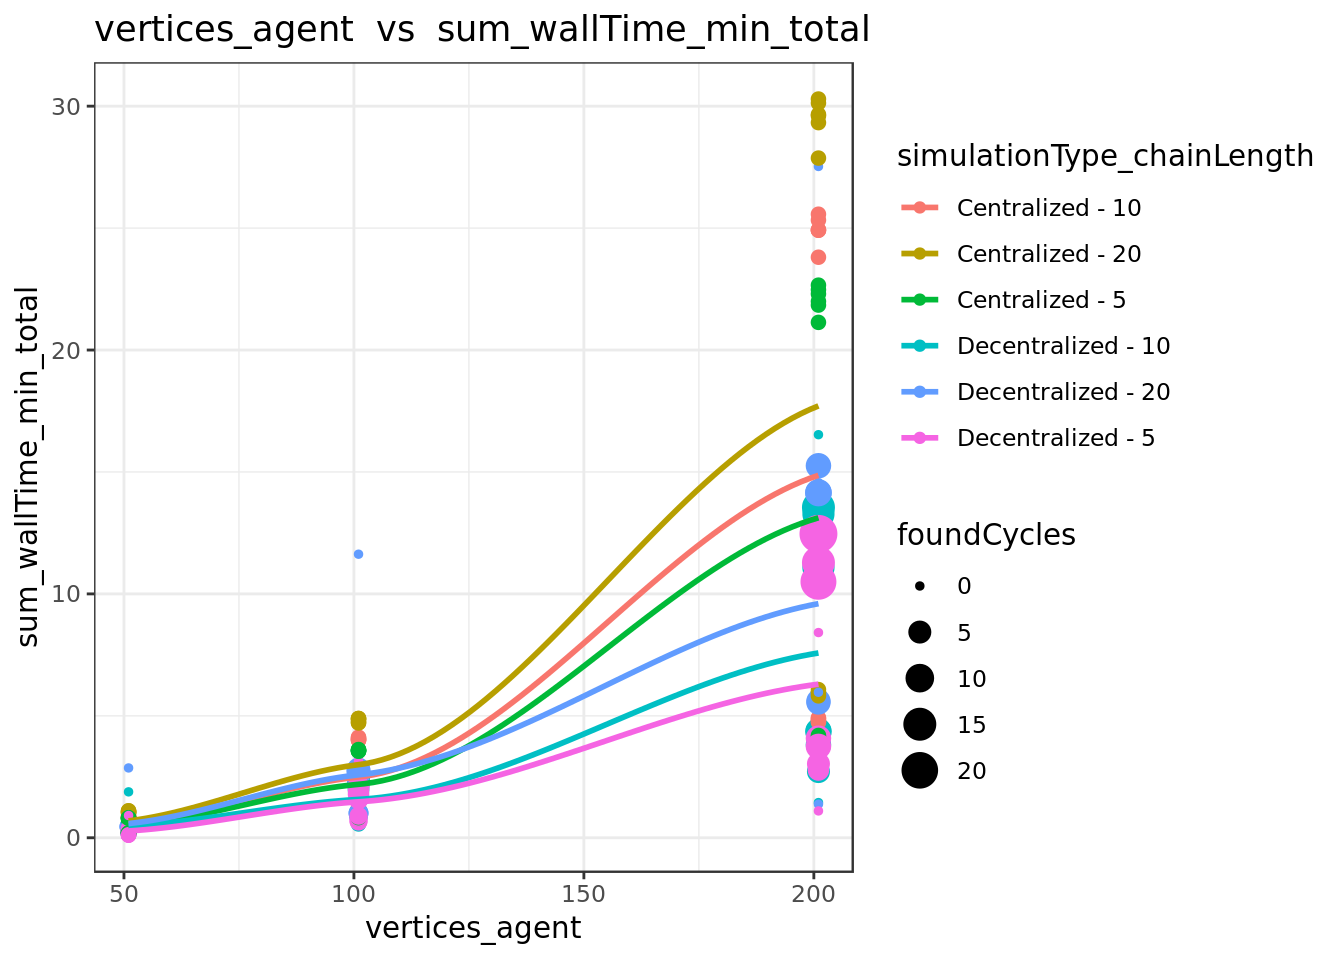 vertices_agent vs sum_wallTime_min_total
sum_wallTime_min_total
30
20
10
0
50
100
150
200
vertices_agent
simulationType_chainLength
Centralized - 10
Centralized - 20
Centralized - 5
Decentralized - 10
Decentralized - 20
Decentralized - 5
foundCycles
0
5
10
15
20